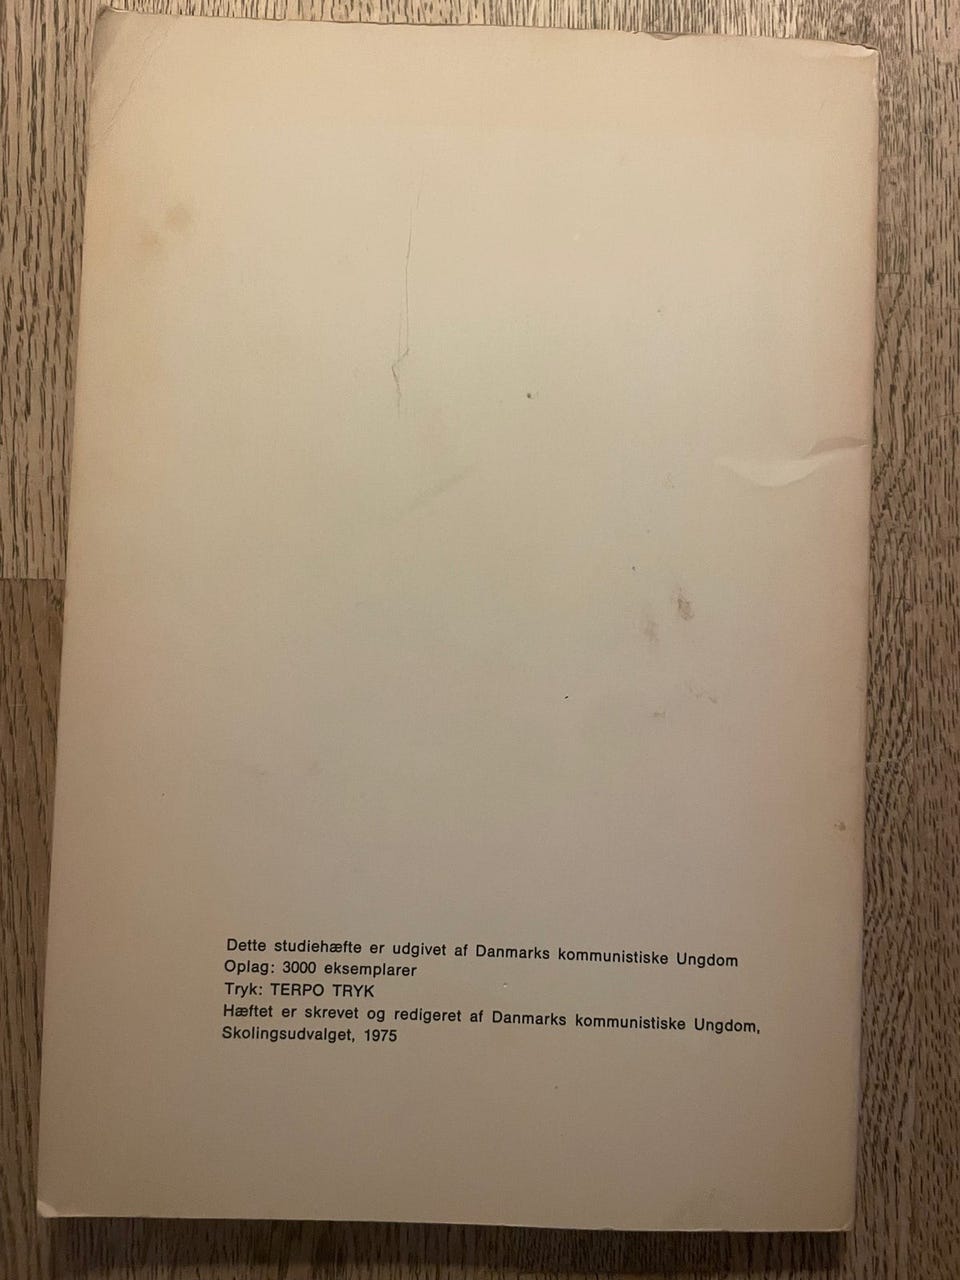 Dette studiehæfte er udgivet af Danmarks kommunistiske Ungdom
Oplag: 3000 eksemplarer
Tryk: TERPO TRYK
Hæftet er skrevet og redigeret af Danmarks kommunistiske Ungdom,
Skolingsudvalget, 1975